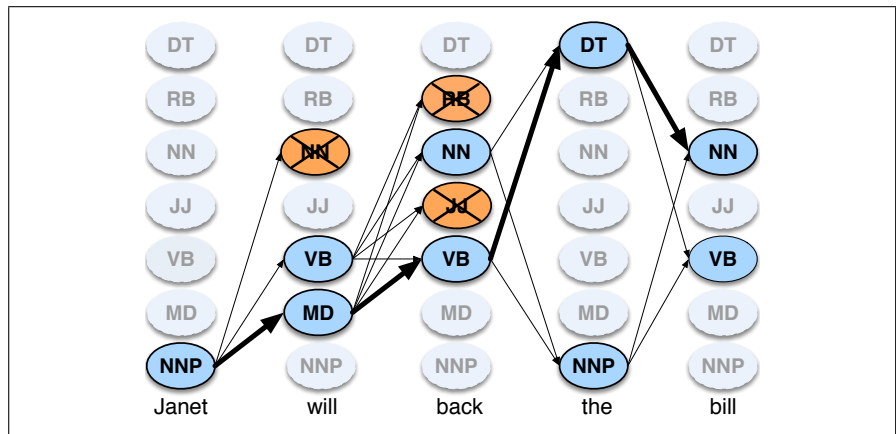 DT DT DT DT DT
RB RB RB RB RB
NN NN NN NN NN
JJ JJ JJ JJ JJ
VB VB VB VB VB
MD MD MD MD MD
NNP NNP NNP NNP NNP
Janet will back the bill